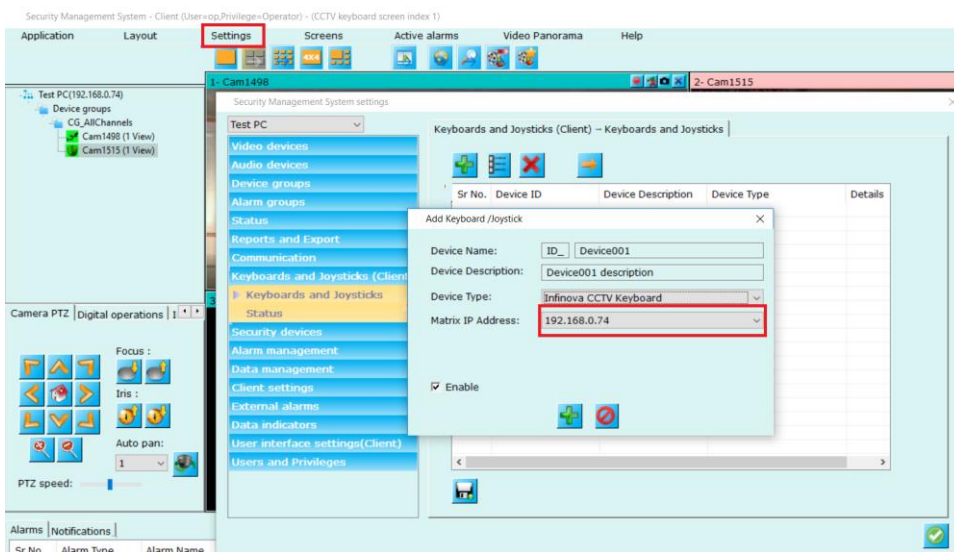 Security Management System - Client (User=op,Privilege=Operator) - (CCTV keyboard screen index 1)
Application Layout Settings Screens Active alarms Video Panorama Help
4X4
1- Cam1498
2- Cam1515
Test PC(192.168.0.74)
Device groups
CG_AllChannels
Cam1498 (1 View)
Cam1515 (1 View)
Security Management System settings
Test PC
Video devices
Audio devices
Device groups
Alarm groups
Status
Reports and Export
Communication
Keyboards and Joysticks (Client
Keyboards and Joysticks
Status
Security devices
Alarm management
Data management
Client settings
External alarms
Data indicators
User interface settings(Client)
Users and Privileges
Keyboards and Joysticks (Client) – Keyboards and Joysticks
Sr No. Device ID Device Description Device Type Details
Add Keyboard /Joystick
Device Name: ID_ Device001
Device Description: Device001 description
Device Type: Infinova CCTV Keyboard
Matrix IP Address: 192.168.0.74
Enable
3
Camera PTZ Digital operations
Focus :
Iris :
Auto pan:
1
PTZ speed:
Alarms Notifications
Sr No. Alarm Type Alarm Name